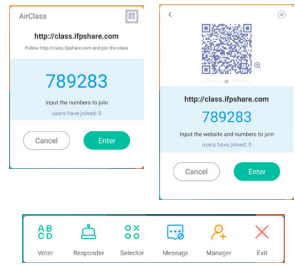 AirClass
http://class.ifpshare.com
Follow http://class.ifpshare.com and join the class
789283
Input the numbers to join
users have joined: 0
Cancel
Enter
or
http://class.ifpshare.com
789283
Input the website and numbers to join
users have joined: 0
Cancel
Enter
AB
CD
Voter
Responder
Selector
Message
Manager
Exit